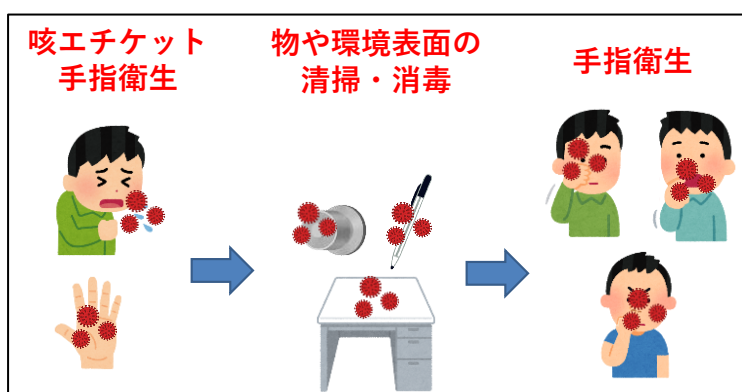 咳エチケット
手指衛生
物や環境表面の
清掃・消毒
手指衛生